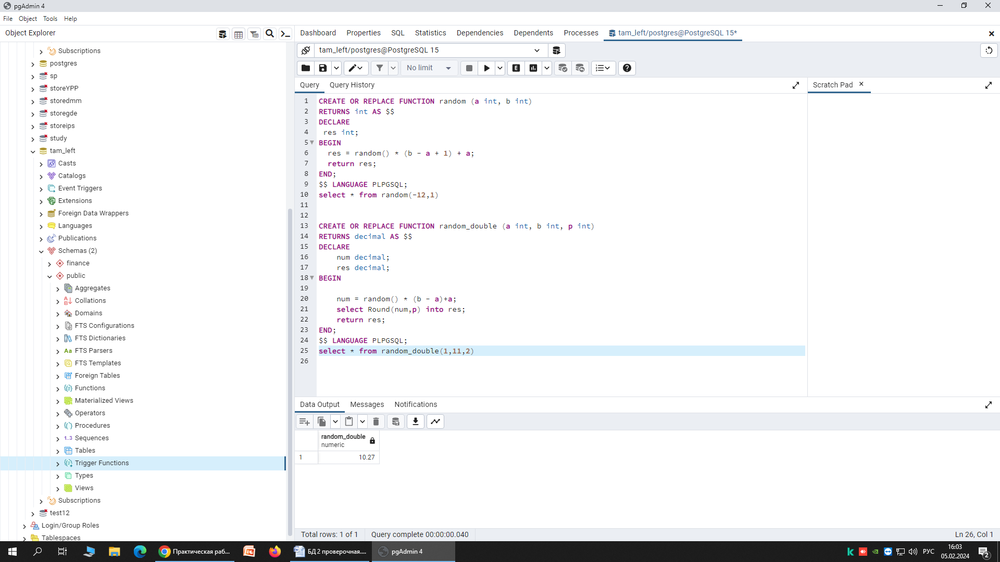 pgAdmin 4
File Object Tools Help
Object Explorer
Subscriptions
postgres
sp
storeYPP
storedmm
storegde
storeips
study
tam_left
Casts
Catalogs
Event Triggers
Extensions
Foreign Data Wrappers
Languages
Publications
Schemas (2)
finance
public
Aggregates
Collations
Domains
FTS Configurations
FTS Dictionaries
Aa FTS Parsers
FTS Templates
Foreign Tables
Functions
Materialized Views
Operators
Procedures
1..3 Sequences
Tables
Trigger Functions
Types
Views
Subscriptions
test12
Login/Group Roles
Tablespaces
Dashboard Properties SQL Statistics Dependencies Dependents Processes tam_left/postgres@PostgreSQL 15*
tam_left/postgres@PostgreSQL 15
No limit
Query Query History
Scratch Pad
1 CREATE OR REPLACE FUNCTION random (a int, b int)
2 RETURNS int AS $$
3 DECLARE
4 res int;
5 BEGIN
6 res = random() * (b - a + 1) + a;
7 return res;
8 END;
9 $$ LANGUAGE PLPGSQL;
10 select * from random(-12,1)
11
12
13 CREATE OR REPLACE FUNCTION random_double (a int, b int, p int)
14 RETURNS decimal AS $$
15 DECLARE
16 num decimal;
17 res decimal;
18 BEGIN
19
20 num = random() * (b - a)+a;
21 select Round(num,p) into res;
22 return res;
23 END;
24 $$ LANGUAGE PLPGSQL;
25 select * from random_double(1,11,2)
26
Data Output Messages Notifications
random_double
numeric
1 10.27
Total rows: 1 of 1 Query complete 00:00:00.040 Ln 26, Col 1
Практическая раб... БД 2 проверочная.... pgAdmin 4 РУС 16:03
05.02.2024 2